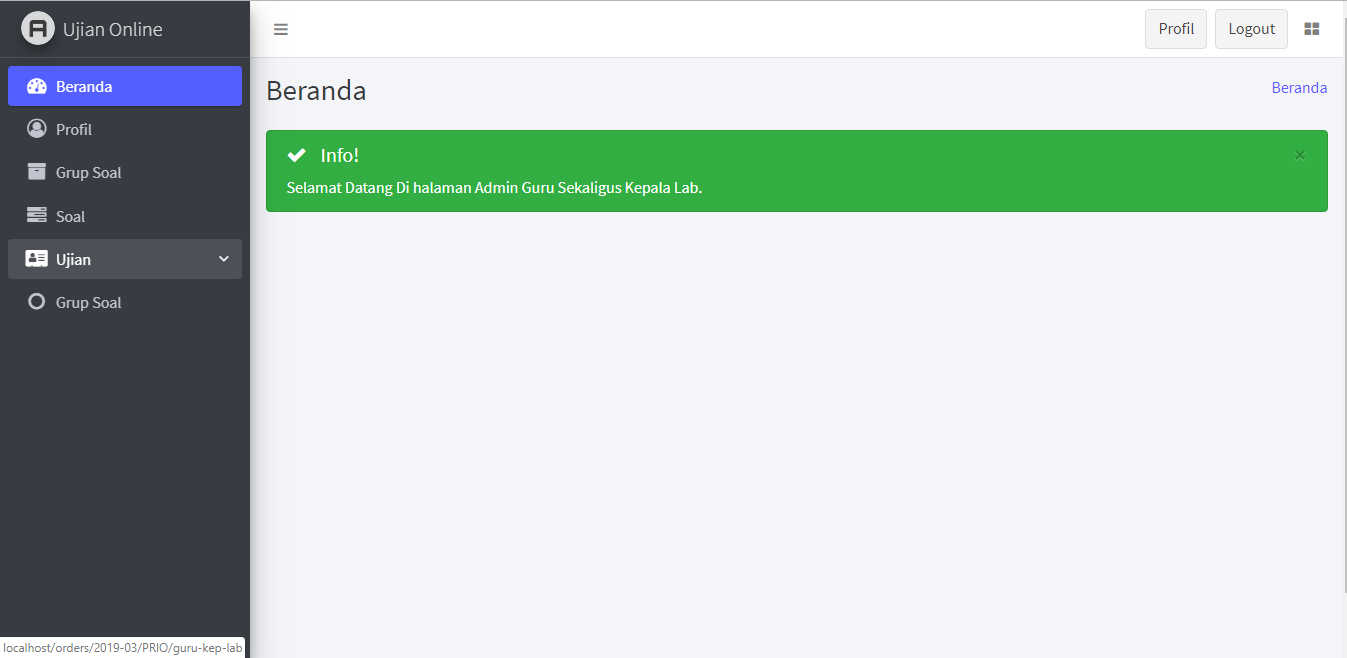 Ujian Online
Profil
Logout
Beranda
Profil
Grup Soal
Soal
Ujian
Grup Soal
Beranda
Beranda
Info!
×
Selamat Datang Di halaman Admin Guru Sekaligus Kepala Lab.
localhost/orders/2019-03/PRIO/guru-kep-lab